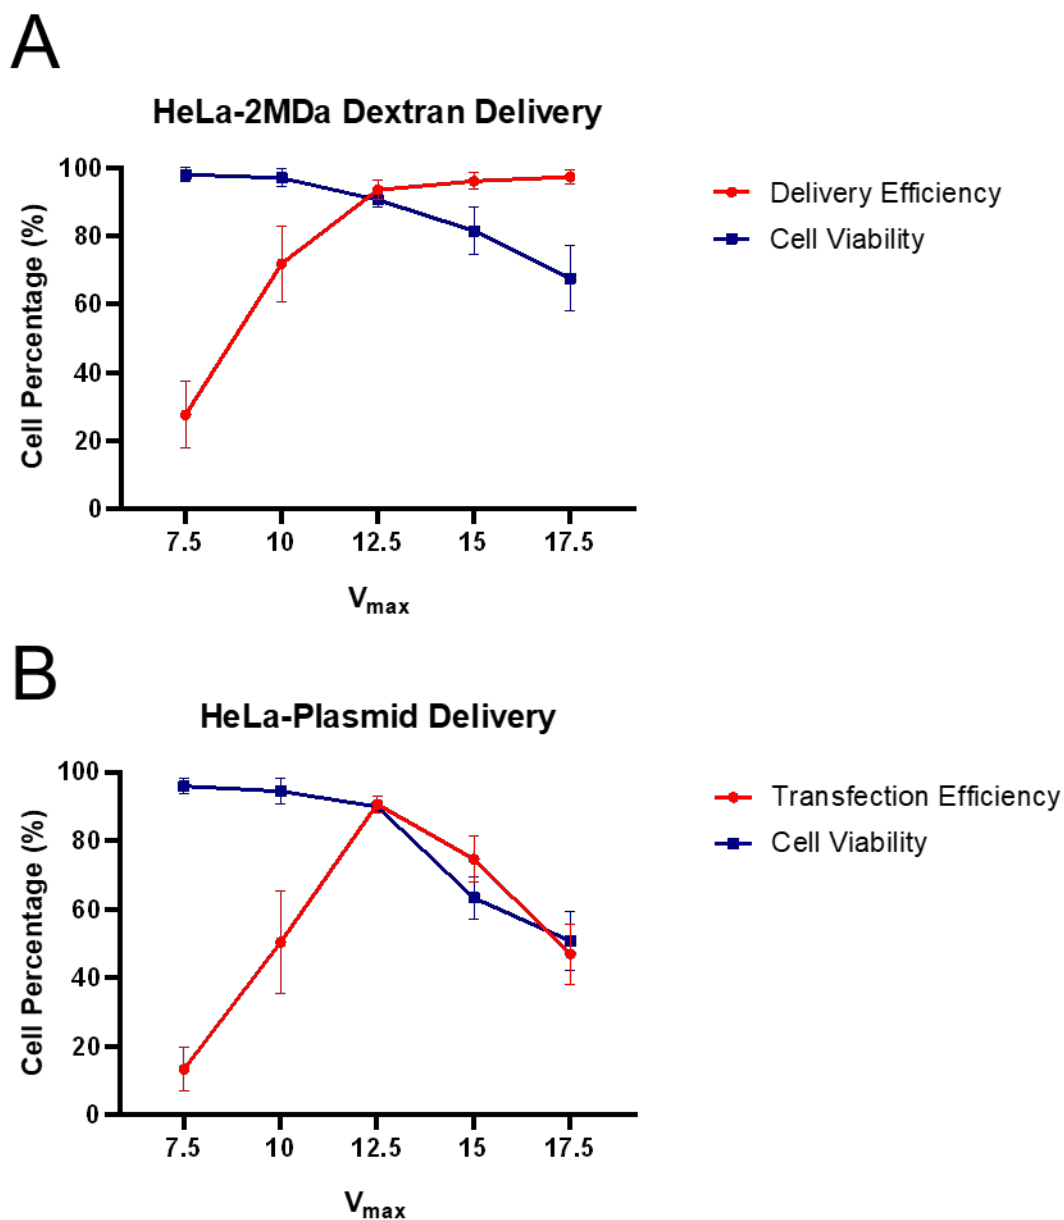 A
HeLa-2MDa Dextran Delivery
100
80
60
40
20
0
Cell Percentage (%)
7.5 10 12.5 15 17.5
Vmax
Delivery Efficiency
Cell Viability
B
HeLa-Plasmid Delivery
100
80
60
40
20
0
Cell Percentage (%)
7.5 10 12.5 15 17.5
Vmax
Transfection Efficiency
Cell Viability